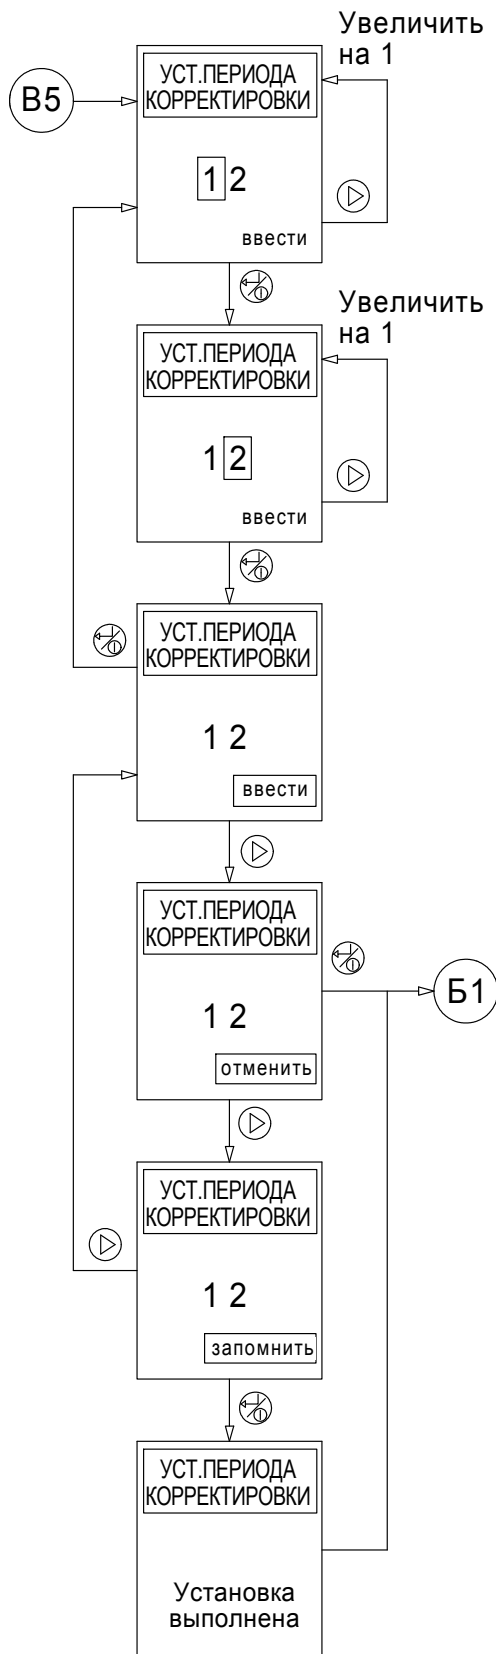 Увеличить
на 1
В5
УСТ.ПЕРИОДА
КОРРЕКТИРОВКИ
1 2
ввести
Увеличить
на 1
УСТ.ПЕРИОДА
КОРРЕКТИРОВКИ
1 2
ввести
УСТ.ПЕРИОДА
КОРРЕКТИРОВКИ
1 2
ввести
УСТ.ПЕРИОДА
КОРРЕКТИРОВКИ
1 2
отменить
Б1
УСТ.ПЕРИОДА
КОРРЕКТИРОВКИ
1 2
запомнить
УСТ.ПЕРИОДА
КОРРЕКТИРОВКИ
Установка
выполнена